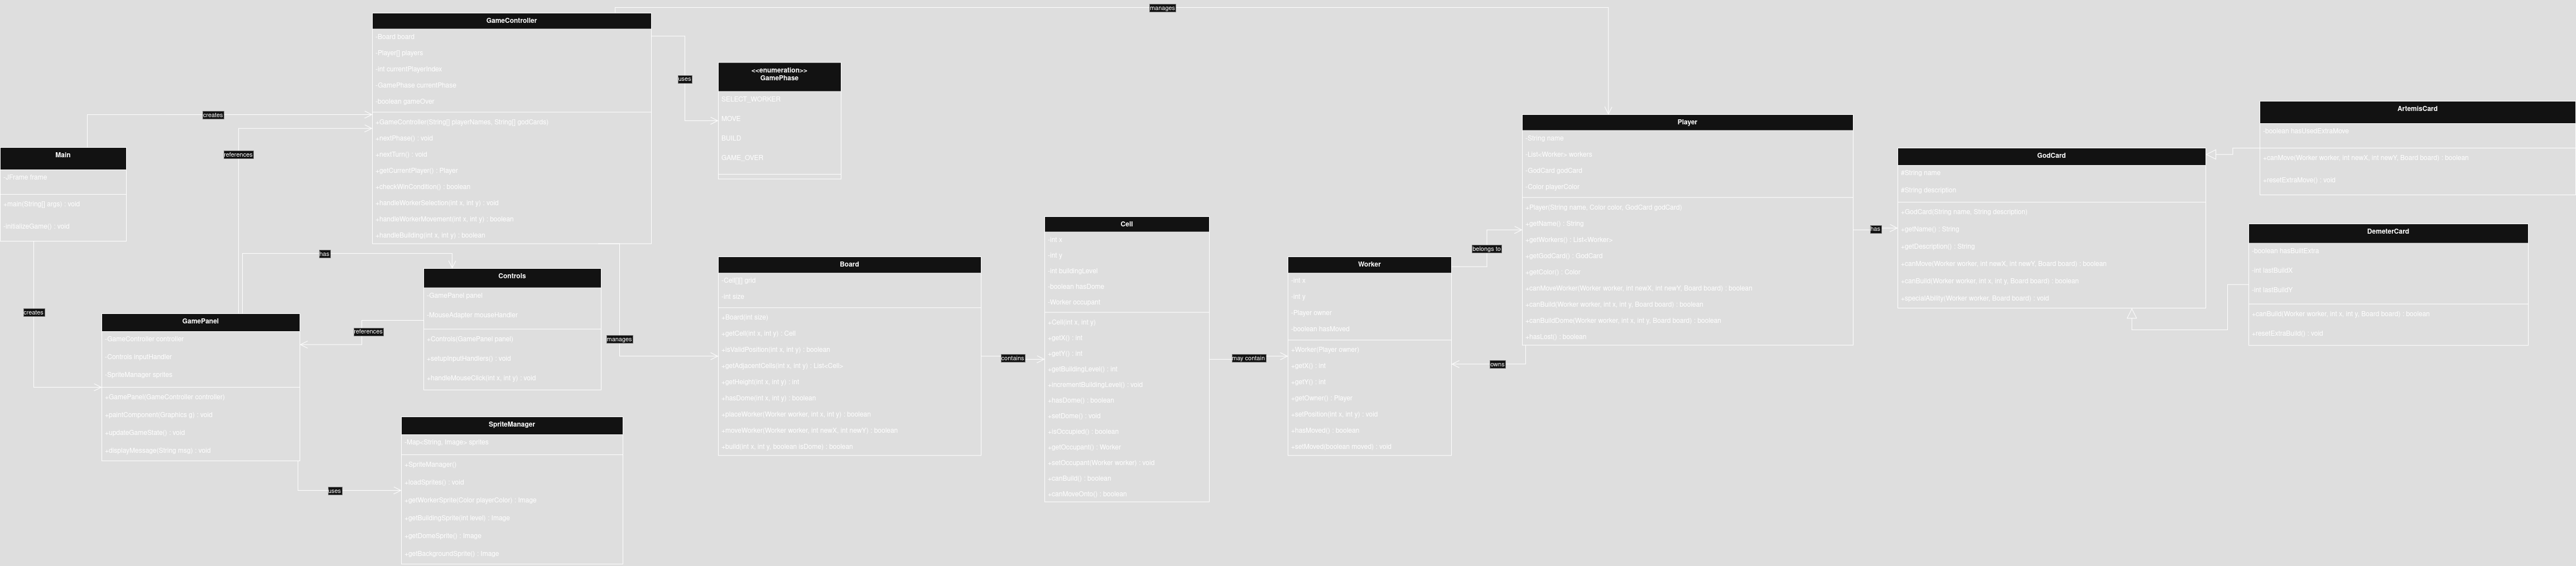 manages
GameController
-Board board
-Player[] players
-int currentPlayerIndex
-GamePhase currentPhase
-boolean gameOver
+GameController(String[] playerNames, String[] godCards)
+nextPhase() : void
+nextTurn() : void
+getCurrentPlayer() : Player
+checkWinCondition() : boolean
+handleWorkerSelection(int x, int y) : void
+handleWorkerMovement(int x, int y) : boolean
+handleBuilding(int x, int y) : boolean
uses
<<enumeration>>
GamePhase
SELECT_WORKER
MOVE
BUILD
GAME_OVER
creates
references
Main
-JFrame frame
+main(String[] args) : void
-initializeGame() : void
creates
has
GamePanel
-GameController controller
-Controls inputHandler
-SpriteManager sprites
+GamePanel(GameController controller)
+paintComponent(Graphics g) : void
+updateGameState() : void
+displayMessage(String msg) : void
Controls
-GamePanel panel
-MouseAdapter mouseHandler
+Controls(GamePanel panel)
+setupInputHandlers() : void
+handleMouseClick(int x, int y) : void
references
manages
uses
SpriteManager
-Map<String, Image> sprites
+SpriteManager()
+loadSprites() : void
+getWorkerSprite(Color playerColor) : Image
+getBuildingSprite(int level) : Image
+getDomeSprite() : Image
+getBackgroundSprite() : Image
Board
-Cell[][] grid
-int size
+Board(int size)
+getCell(int x, int y) : Cell
+isValidPosition(int x, int y) : boolean
+getAdjacentCells(int x, int y) : List<Cell>
+getHeight(int x, int y) : int
+hasDome(int x, int y) : boolean
+placeWorker(Worker worker, int x, int y) : boolean
+moveWorker(Worker worker, int newX, int newY) : boolean
+build(int x, int y, boolean isDome) : boolean
contains
Cell
-int x
-int y
-int buildingLevel
-boolean hasDome
-Worker occupant
+Cell(int x, int y)
+getX() : int
+getY() : int
+getBuildingLevel() : int
+incrementBuildingLevel() : void
+hasDome() : boolean
+setDome() : void
+isOccupied() : boolean
+getOccupant() : Worker
+setOccupant(Worker worker) : void
+canBuild() : boolean
+canMoveOnto() : boolean
may contain
Worker
-int x
-int y
-Player owner
-boolean hasMoved
+Worker(Player owner)
+getX() : int
+getY() : int
+getOwner() : Player
+setPosition(int x, int y) : void
+hasMoved() : boolean
+setMoved(boolean moved) : void
belongs to
owns
Player
-String name
-List<Worker> workers
-GodCard godCard
-Color playerColor
+Player(String name, Color color, GodCard godCard)
+getName() : String
+getWorkers() : List<Worker>
+getGodCard() : GodCard
+getColor() : Color
+canMoveWorker(Worker worker, int newX, int newY, Board board) : boolean
+canBuild(Worker worker, int x, int y, Board board) : boolean
+canBuildDome(Worker worker, int x, int y, Board board) : boolean
+hasLost() : boolean
has
GodCard
#String name
#String description
+GodCard(String name, String description)
+getName() : String
+getDescription() : String
+canMove(Worker worker, int newX, int newY, Board board) : boolean
+canBuild(Worker worker, int x, int y, Board board) : boolean
+specialAbility(Worker worker, Board board) : void
ArtemisCard
-boolean hasUsedExtraMove
+canMove(Worker worker, int newX, int newY, Board board) : boolean
+resetExtraMove() : void
DemeterCard
-boolean hasBuiltExtra
-int lastBuildX
-int lastBuildY
+canBuild(Worker worker, int x, int y, Board board) : boolean
+resetExtraBuild() : void